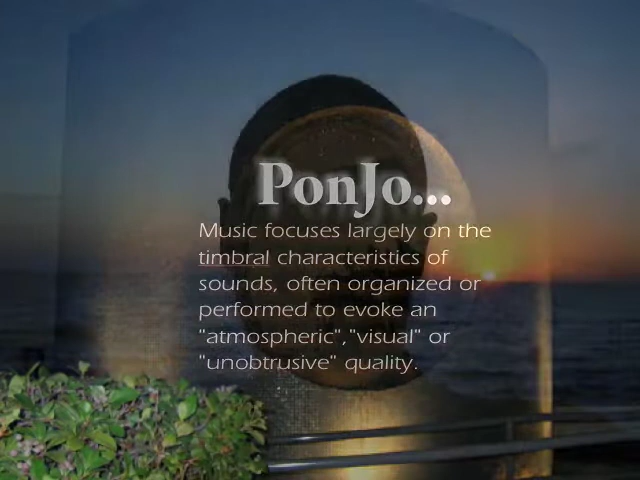 PonJo...
Music focuses largely on the
timbral characteristics of
sounds, often organized or
performed to evoke an
"atmospheric","visual" or
"unobtrusive" quality.